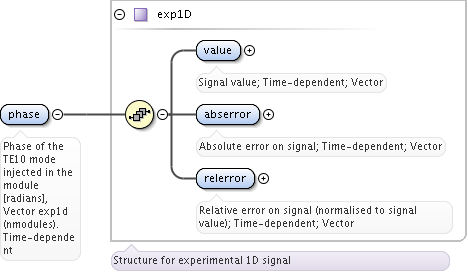 exp1D
value
Signal value; Time-dependent; Vector
phase
abserror
Phase of the
TE10 mode
injected in the
module
[radians],
Vector exp1d
(nmodules).
Time-depende
nt
Absolute error on signal; Time-dependent; Vector
relerror
Relative error on signal (normalised to signal
value); Time-dependent; Vector
Structure for experimental 1D signal